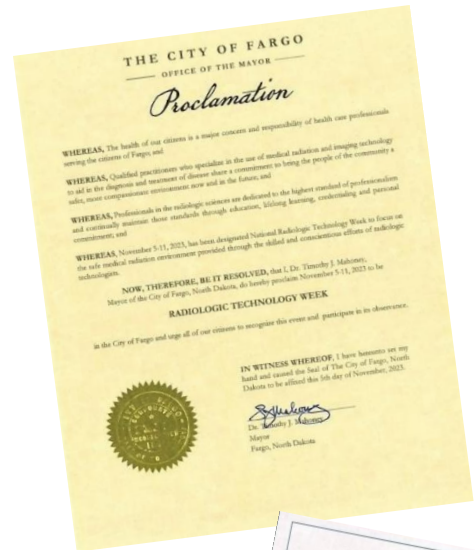 THE CITY OF FARGO
OFFICE OF THE MAYOR
Proclamation
WHEREAS, The health of our citizens is a major concern and responsibility of health care professionals
serving the citizens of Fargo; and
WHEREAS, Qualified practitioners who specialize in the use of medical radiation and imaging technology
to aid in the diagnosis and treatment of disease share a commitment to bring the people of the community a
safer, more compassionate environment now and in the future; and
WHEREAS, Professionals in the radiologic sciences are dedicated to the highest standard of professionalism
and continually maintain those standards through education, lifelong learning, credentialing and personal
commitment; and
WHEREAS, November 5-11, 2023, has been designated National Radiologic Technology Week to focus on
the safe medical radiation environment provided through the skilled and conscientious efforts of radiologic
technologists.
NOW, THEREFORE, BE IT RESOLVED, that I, Dr. Timothy J. Mahoney,
Mayor of the City of Fargo, North Dakota, do hereby proclaim November 5-11, 2023 to be
RADIOLOGIC TECHNOLOGY WEEK
in the City of Fargo and urge all of our citizens to recognize this event and participate in its observance.
IN WITNESS WHEREOF, I have hereunto set my
hand and caused the Seal of The City of Fargo, North
Dakota to be affixed this 5th day of November, 2023.
Dr. Timothy J. Mahoney
Mayor
Fargo, North Dakota